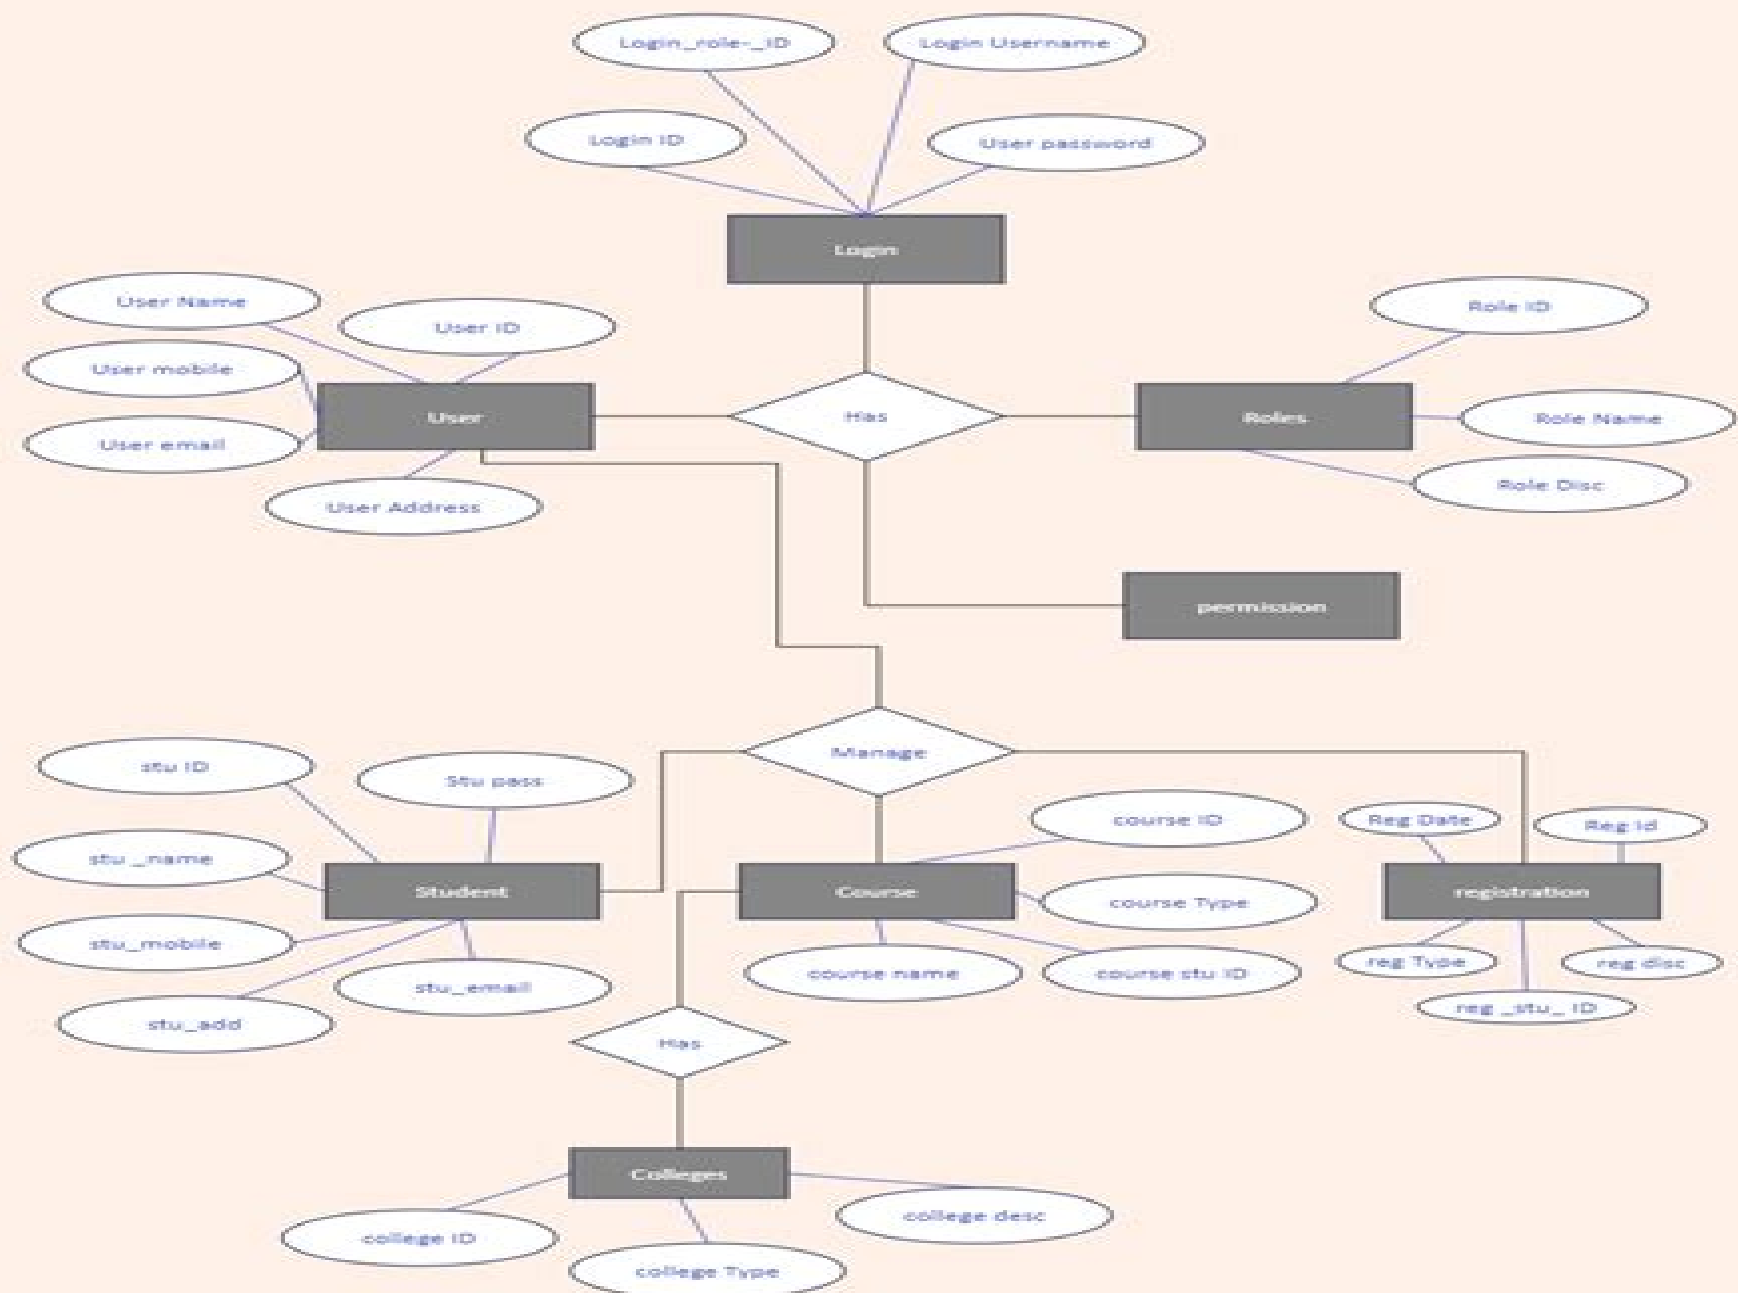 Login_role-_ID
Login Username
Login ID
User password
Login
User Name
User ID
Role ID
User mobile
User
Has
Roles
Role Name
User email
Role Disc
User Address
permission
Manage
stu ID
Stu pass
course ID
Reg Date
Reg Id
stu _name
Student
Course
registration
course Type
stu_mobile
course name
course stu ID
reg Type
reg disc
stu_email
reg _stu_ ID
stu_add
Has
Colleges
college desc
college ID
college Type